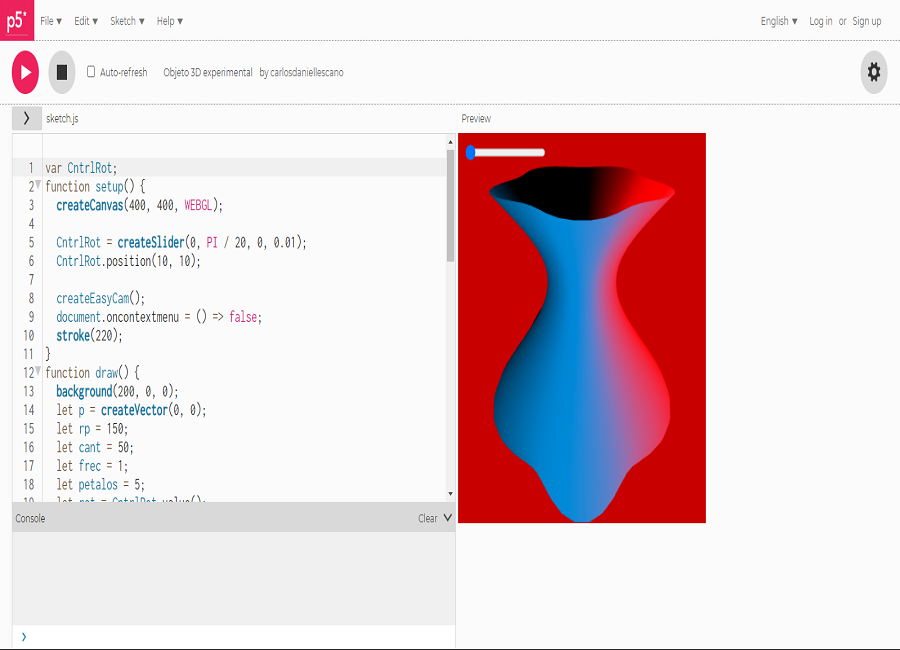 p5*
File ▾ Edit ▾ Sketch ▾ Help ▾ English ▾ Log in or Sign up
Auto-refresh Objeto 3D experimental by carlosdaniellescano
sketch.js Preview
1 var CntrlRot;
2 function setup() {
3 createCanvas(400, 400, WEBGL);
4
5 CntrlRot = createSlider(0, PI / 20, 0, 0.01);
6 CntrlRot.position(10, 10);
7
8 createEasyCam();
9 document.oncontextmenu = () => false;
10 stroke(220);
11 }
12 function draw() {
13 background(200, 0, 0);
14 let p = createVector(0, 0);
15 let rp = 150;
16 let cant = 50;
17 let frec = 1;
18 let petalos = 5;
19 let rot = CntrlRot.value();
Console Clear